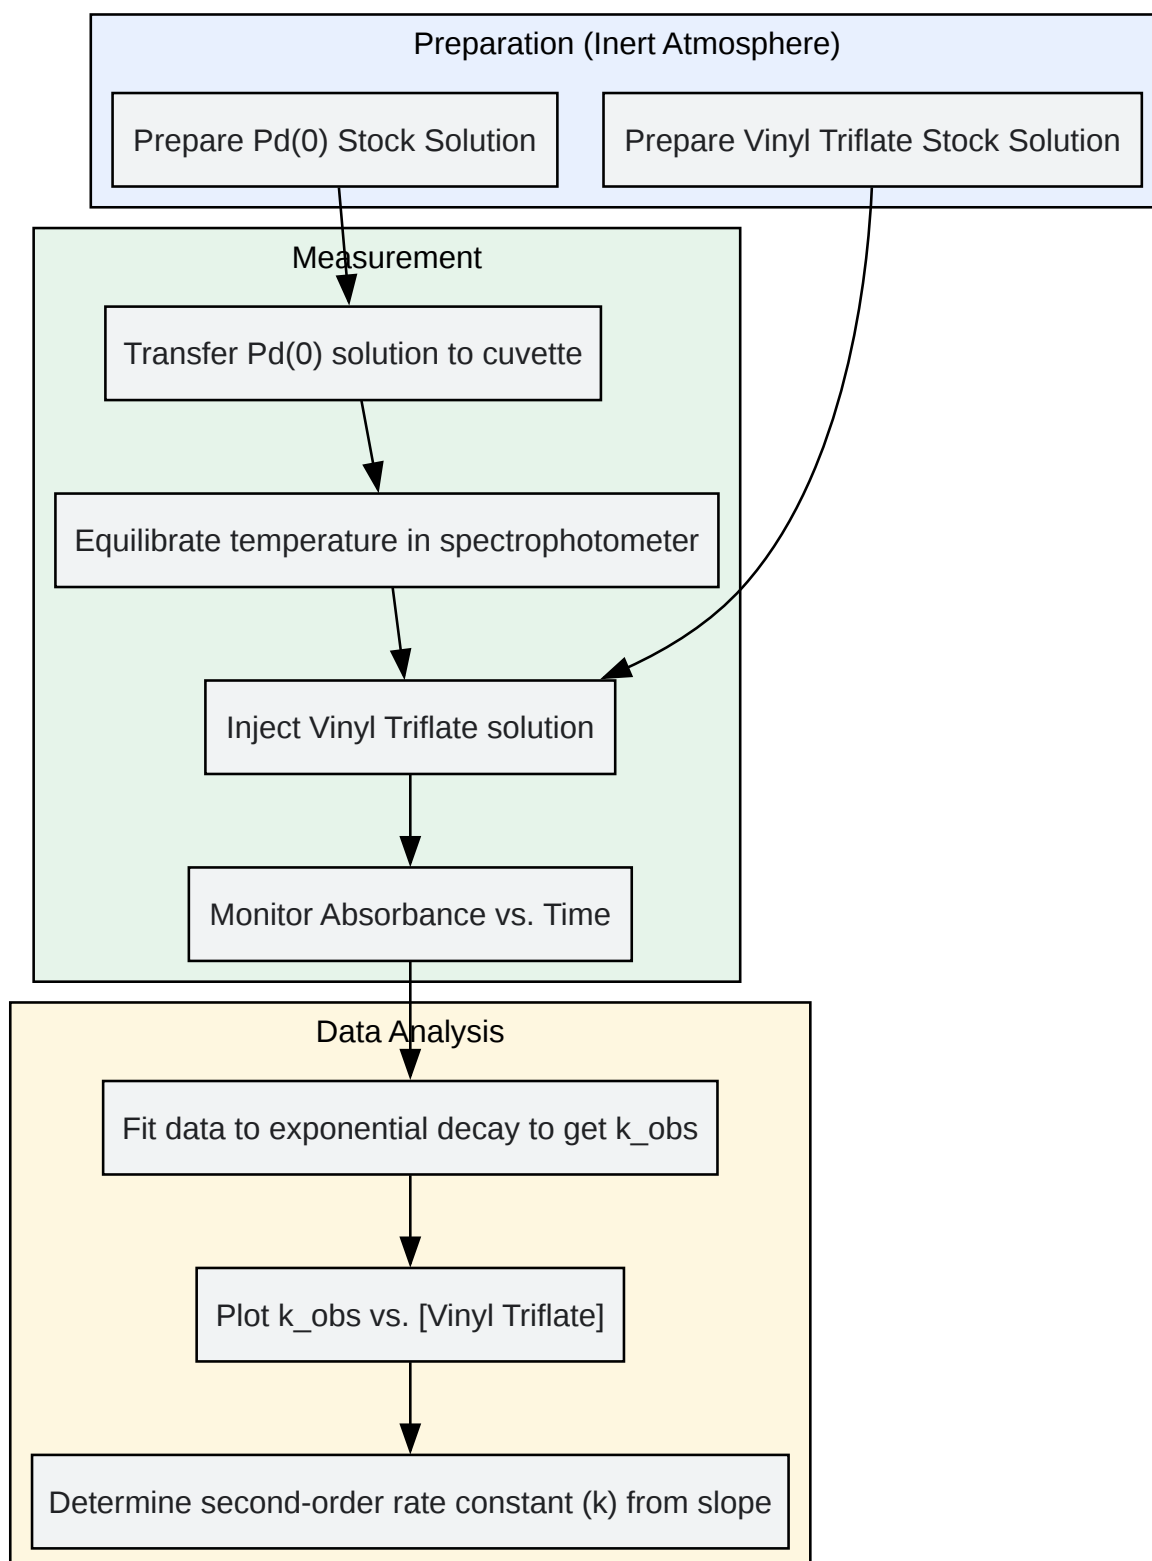 Preparation (Inert Atmosphere)
Prepare Pd(0) Stock Solution
Prepare Vinyl Triflate Stock Solution
Measurement
Transfer Pd(0) solution to cuvette
Equilibrate temperature in spectrophotometer
Inject Vinyl Triflate solution
Monitor Absorbance vs. Time
Data Analysis
Fit data to exponential decay to get k_obs
Plot k_obs vs. [Vinyl Triflate]
Determine second-order rate constant (k) from slope